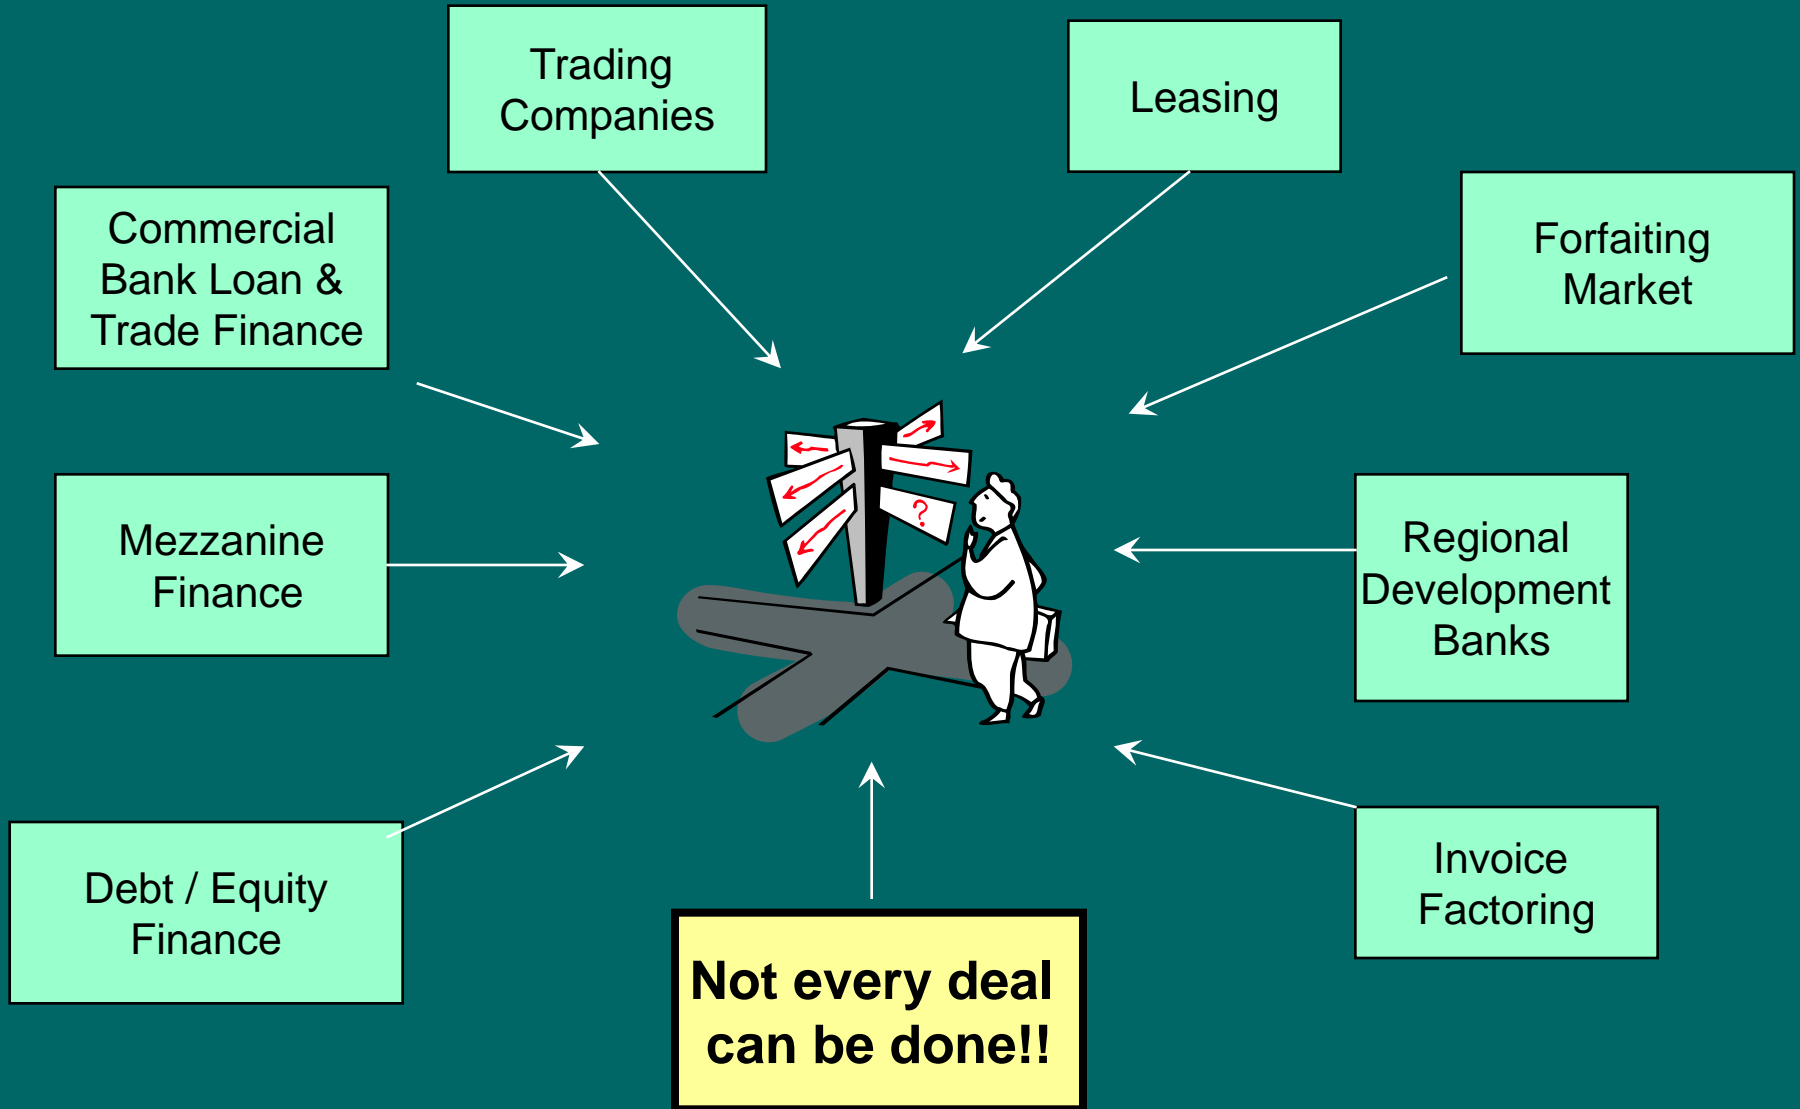 Trading
Companies
Leasing
Commercial
Bank Loan &
Trade Finance
Forfaiting
Market
Mezzanine
Finance
?
Regional
Development
Banks
Debt / Equity
Finance
Invoice
Factoring
Not every deal
can be done!!